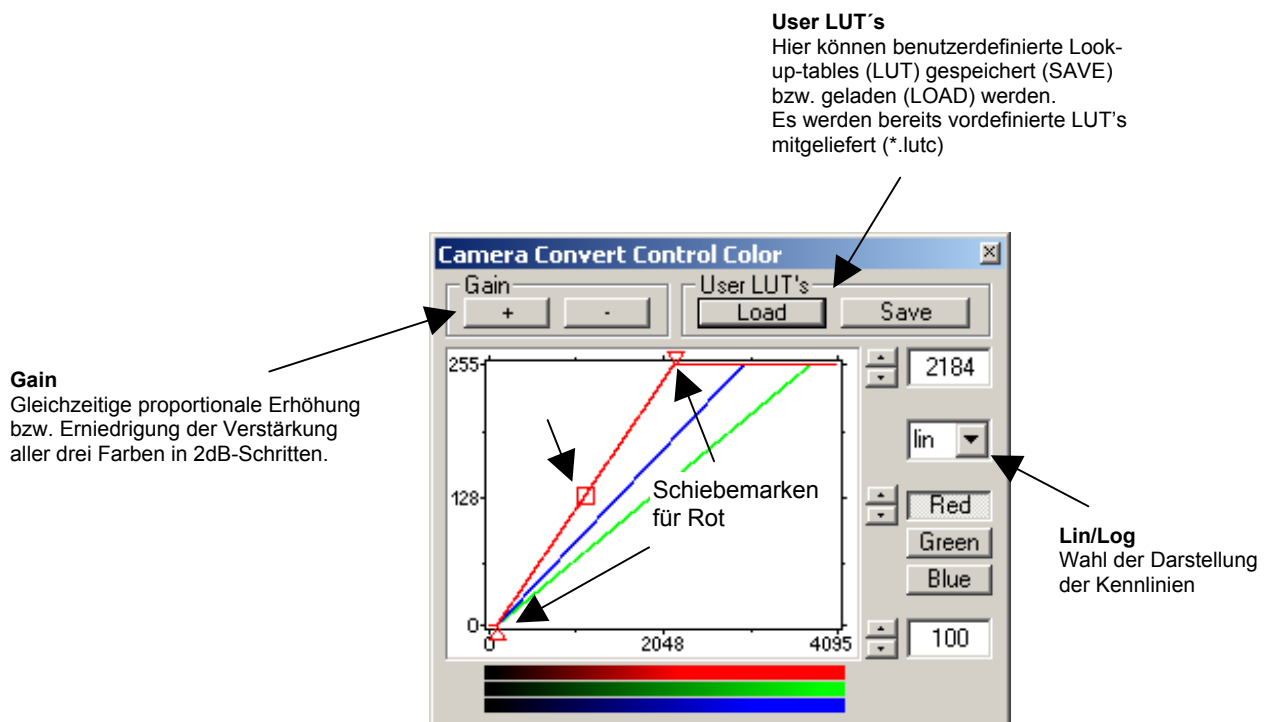 User LUT´s
Hier können benutzerdefinierte Look-
up-tables (LUT) gespeichert (SAVE)
bzw. geladen (LOAD) werden.
Es werden bereits vordefinierte LUT's
mitgeliefert (*.lutc)
Camera Convert Control Color
Gain
+
-
User LUT's
Load
Save
Gain
Gleichzeitige proportionale Erhöhung
bzw. Erniedrigung der Verstärkung
aller drei Farben in 2dB-Schritten.
255
128
0
0
2048
4095
Schiebemarken
für Rot
2184
lin
Red
Green
Blue
100
Lin/Log
Wahl der Darstellung
der Kennlinien